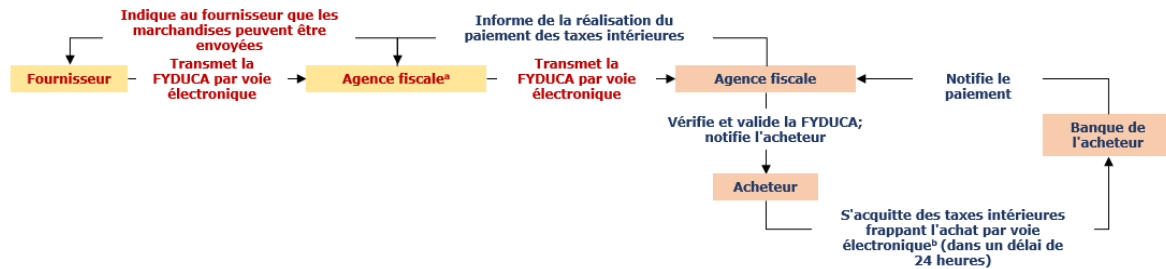 Indique au fournisseur que les
marchandises peuvent être
envoyées
Informe de la réalisation du
paiement des taxes intérieures
Fournisseur
Transmet la
FYDUCA par voie
électronique
Agence fiscaleᵃ
Transmet la
FYDUCA par voie
électronique
Agence fiscale
Notifie le
paiement
Vérifie et valide la FYDUCA;
notifie l'acheteur
Banque de
l'acheteur
Acheteur
S'acquitte des taxes intérieures
frappant l'achat par voie
électroniqueᵇ (dans un délai de
24 heures)